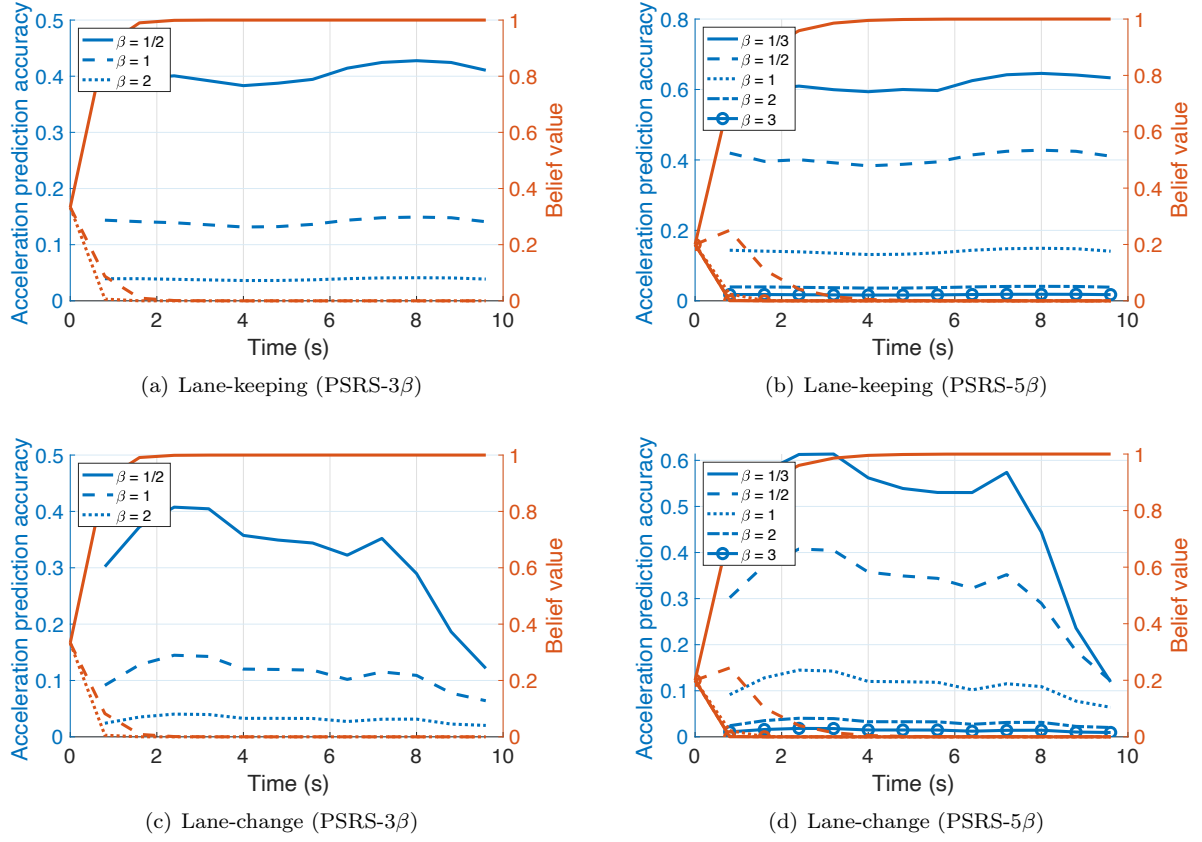 0.5
0.4
0.3
0.2
0.1
0
Acceleration prediction accuracy
β = 1/2
β = 1
β = 2
1
0.8
0.6
0.4
0.2
0
Belief value
0 2 4 6 8 10
Time (s)
(a) Lane-keeping (PSRS-3β)
0.8
0.6
0.4
0.2
0
Acceleration prediction accuracy
β = 1/3
β = 1/2
β = 1
β = 2
β = 3
1
0.8
0.6
0.4
0.2
0
Belief value
0 2 4 6 8 10
Time (s)
(b) Lane-keeping (PSRS-5β)
0.5
0.4
0.3
0.2
0.1
0
Acceleration prediction accuracy
β = 1/2
β = 1
β = 2
1
0.8
0.6
0.4
0.2
0
Belief value
0 2 4 6 8 10
Time (s)
(c) Lane-change (PSRS-3β)
0.6
0.5
0.4
0.3
0.2
0.1
0
Acceleration prediction accuracy
β = 1/3
β = 1/2
β = 1
β = 2
β = 3
1
0.8
0.6
0.4
0.2
0
Belief value
0 2 4 6 8 10
Time (s)
(d) Lane-change (PSRS-5β)